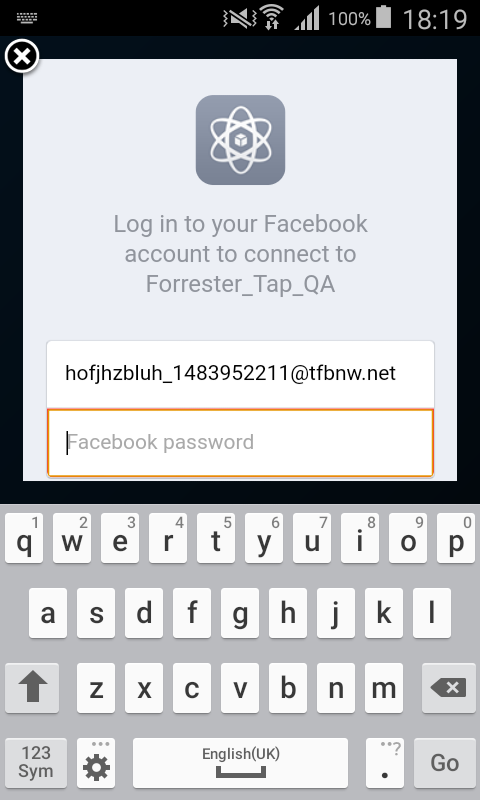 100% 18:19
Log in to your Facebook
account to connect to
Forrester_Tap_QA
hofjhzbluh_1483952211@tfbnw.net
Facebook password
1 2 3 4 5 6 7 8 9 0
q w e r t y u i o p
a s d f g h j k l
z x c v b n m
123 English(UK) ...?
Sym ... . Go